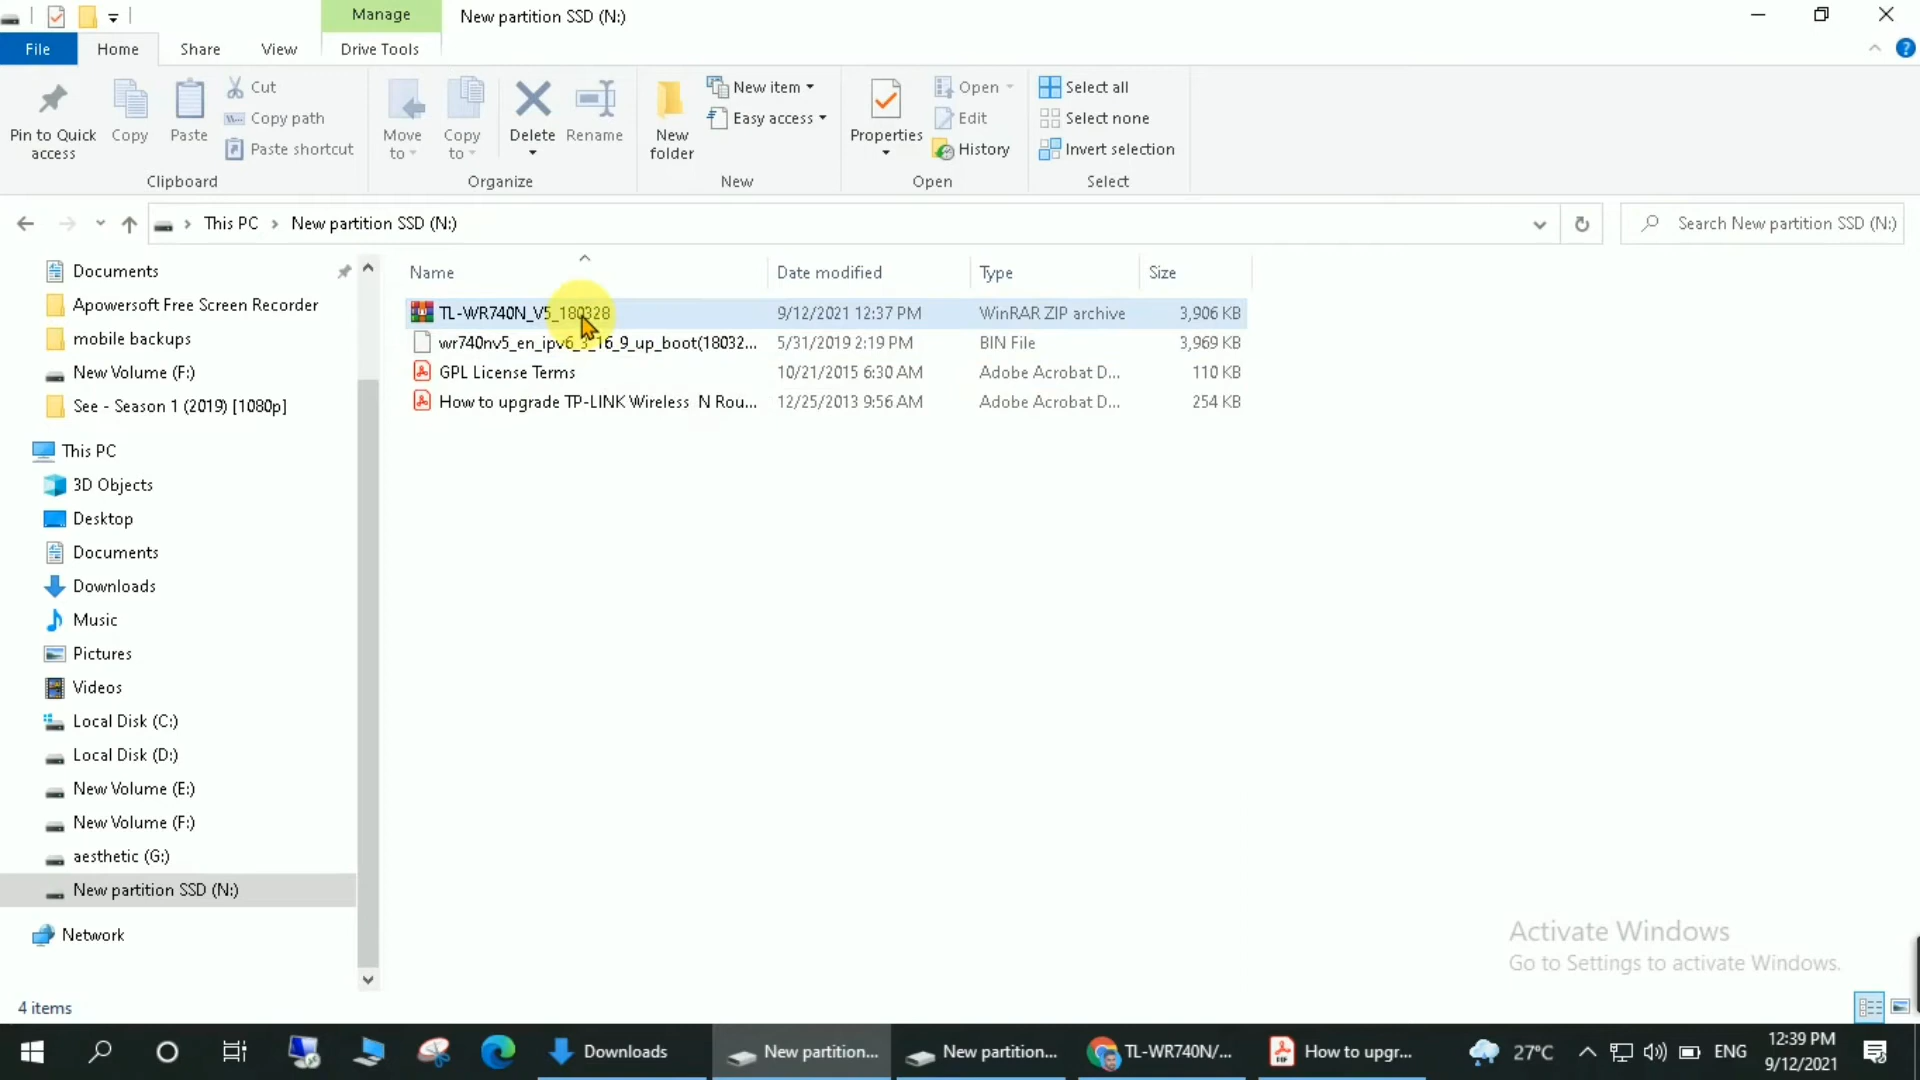 Manage
New partition SSD (N:)
File
Home
Share
View
Drive Tools
Pin to Quick access
Copy
Paste
Cut
Copy path
Paste shortcut
Clipboard
Move to
Copy to
Delete
Rename
Organize
New folder
New item
Easy access
New
Properties
Open
Edit
History
Open
Select all
Select none
Invert selection
Select
This PC > New partition SSD (N:)
Search New partition SSD (N:)
Documents
Apowersoft Free Screen Recorder
mobile backups
New Volume (F:)
See - Season 1 (2019) [1080p]
This PC
3D Objects
Desktop
Documents
Downloads
Music
Pictures
Videos
Local Disk (C:)
Local Disk (D:)
New Volume (E:)
New Volume (F:)
aesthetic (G:)
New partition SSD (N:)
Network
Name Date modified Type Size
TL-WR740N_V5_180328 9/12/2021 12:37 PM WinRAR ZIP archive 3,906 KB
wr740nv5_en_ipv6_3_16_9_up_boot(18032... 5/31/2019 2:19 PM BIN File 3,969 KB
GPL License Terms 10/21/2015 6:30 AM Adobe Acrobat D... 110 KB
How to upgrade TP-LINK Wireless N Rou... 12/25/2013 9:56 AM Adobe Acrobat D... 254 KB
Activate Windows
Go to Settings to activate Windows.
4 items
Downloads
New partition...
New partition...
TL-WR740N/...
How to upgr...
27°C
ENG
12:39 PM
9/12/2021